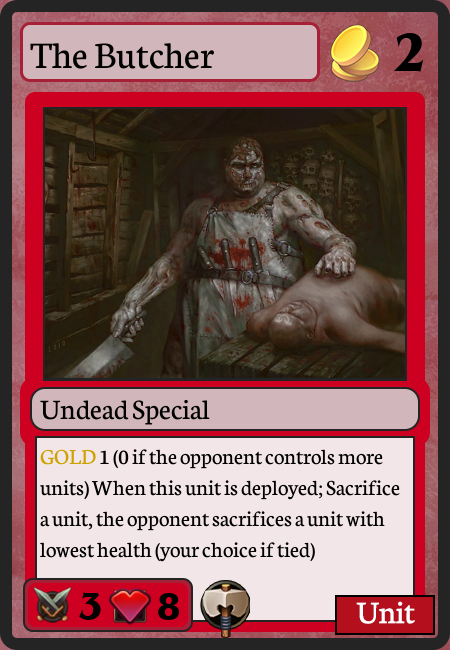 The Butcher
2
Undead Special
GOLD 1 (0 if the opponent controls more
units) When this unit is deployed; Sacrifice
a unit, the opponent sacrifices a unit with
lowest health (your choice if tied)
3 8
Unit